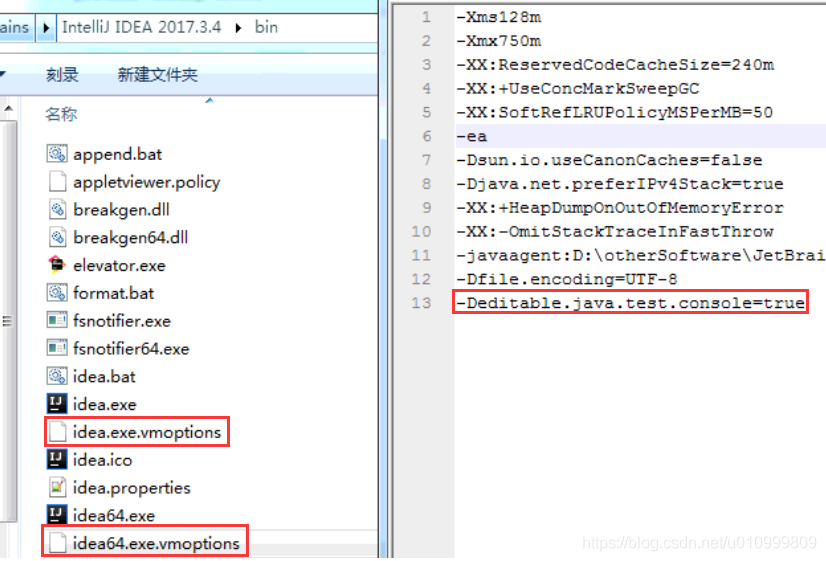 ains ▸ IntelliJ IDEA 2017.3.4 ▸ bin
刻录 新建文件夹
名称
append.bat
appletviewer.policy
breakgen.dll
breakgen64.dll
elevator.exe
format.bat
fsnotifier.exe
fsnotifier64.exe
idea.bat
idea.exe
idea.exe.vmoptions
idea.ico
idea.properties
idea64.exe
idea64.exe.vmoptions
1 -Xms128m
2 -Xmx750m
3 -XX:ReservedCodeCacheSize=240m
4 -XX:+UseConcMarkSweepGC
5 -XX:SoftRefLRUPolicyMSPerMB=50
6 -ea
7 -Dsun.io.useCanonCaches=false
8 -Djava.net.preferIPv4Stack=true
9 -XX:+HeapDumpOnOutOfMemoryError
10 -XX:-OmitStackTraceInFastThrow
11 -javaagent:D:\otherSoftware\JetBrai
12 -Dfile.encoding=UTF-8
13 -Deditable.java.test.console=true
https://blog.csdn.net/u010999809